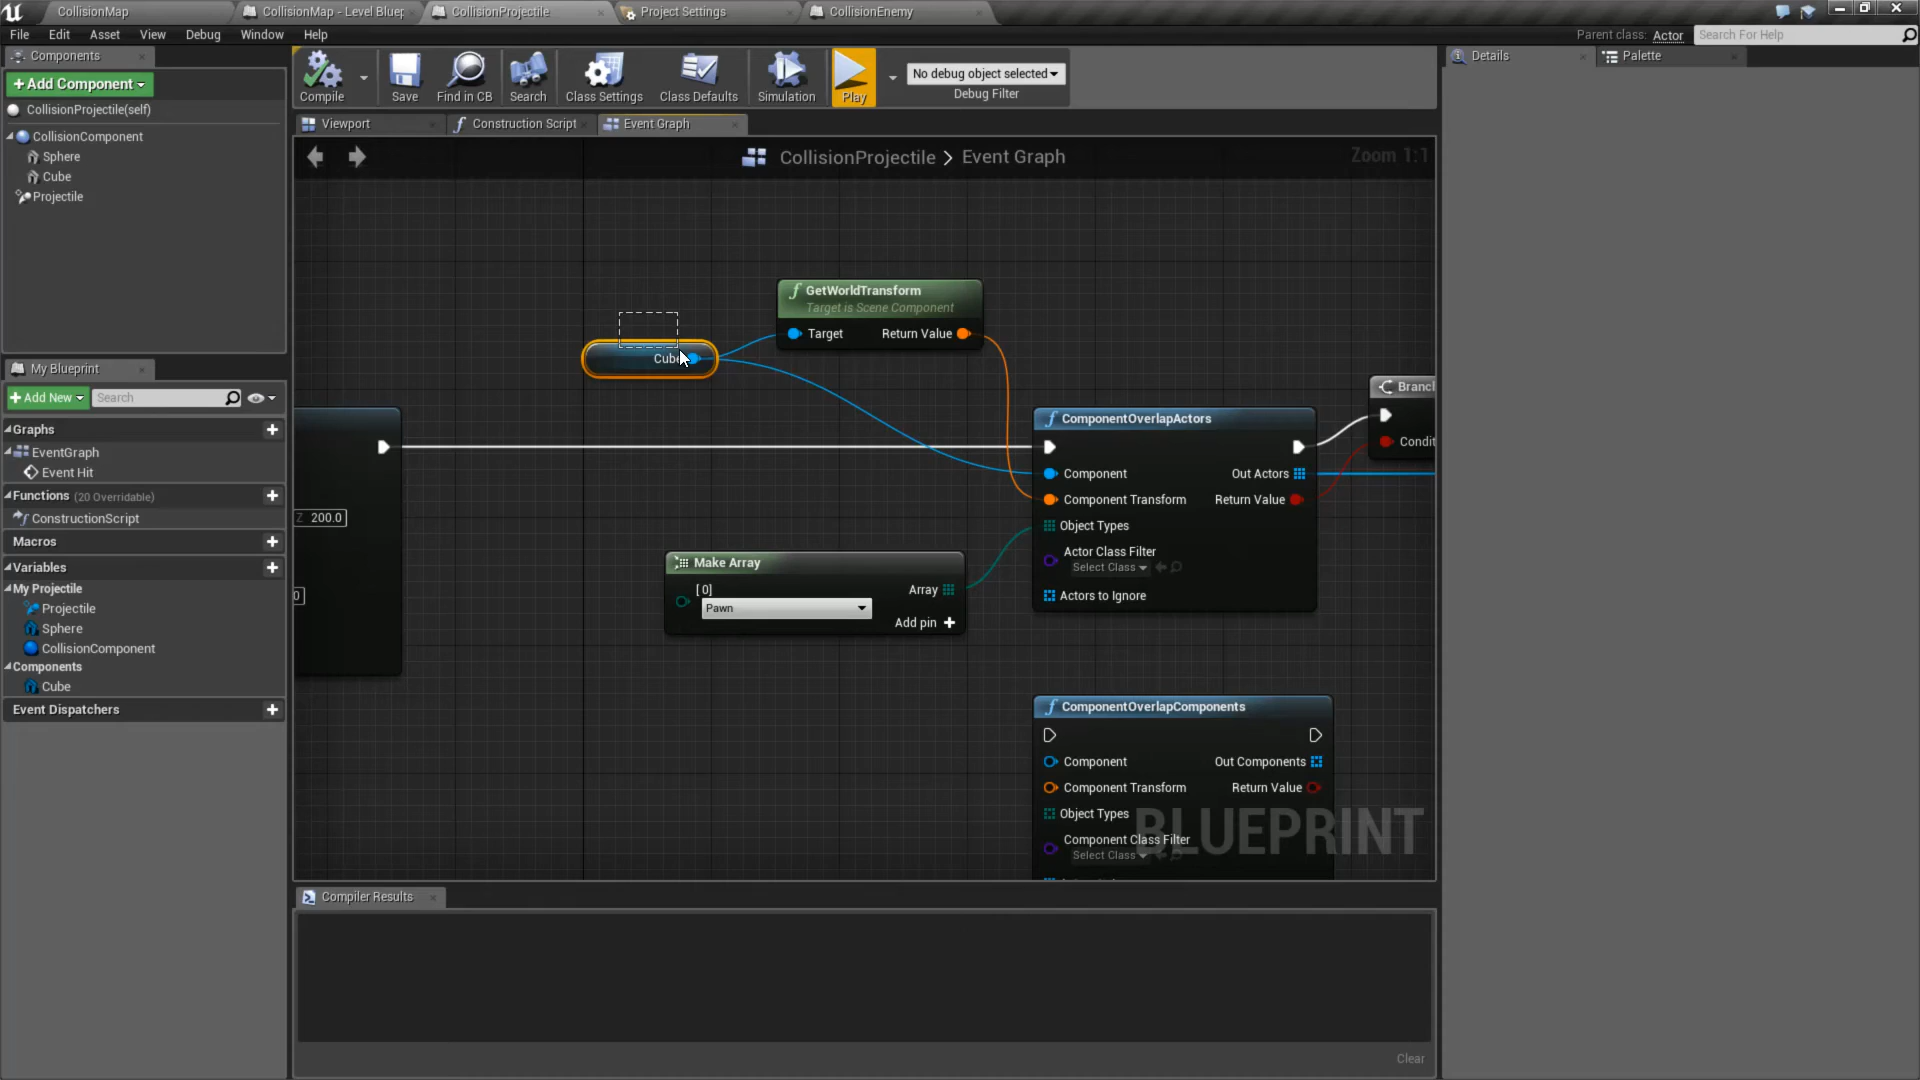 CollisionMap
CollisionMap - Level Bluep
CollisionProjectile
Project Settings
CollisionEnemy
File
Edit
Asset
View
Debug
Window
Help
Parent class: Actor
Search For Help
Components
+Add Component
CollisionProjectile(self)
CollisionComponent
Sphere
Cube
Projectile
Compile
Save
Find in CB
Search
Class Settings
Class Defaults
Simulation
Play
No debug object selected
Debug Filter
Viewport
Construction Script
Event Graph
CollisionProjectile > Event Graph
Zoom 1:1
Details
Palette
My Blueprint
+Add New
Search
Graphs
EventGraph
Event Hit
Functions (20 Overridable)
ConstructionScript
Macros
Variables
My Projectile
Projectile
Sphere
CollisionComponent
Components
Cube
Event Dispatchers
Z 200.0
0
Cube
GetWorldTransform
Target is Scene Component
Target
Return Value
Make Array
[0]
Pawn
Array
Add pin +
ComponentOverlapActors
Component
Out Actors
Component Transform
Return Value
Object Types
Actor Class Filter
Select Class
Actors to Ignore
Branc
Condit
ComponentOverlapComponents
Component
Out Components
Component Transform
Return Value
Object Types
Component Class Filter
Select Class
BLUEPRINT
Compiler Results
Clear